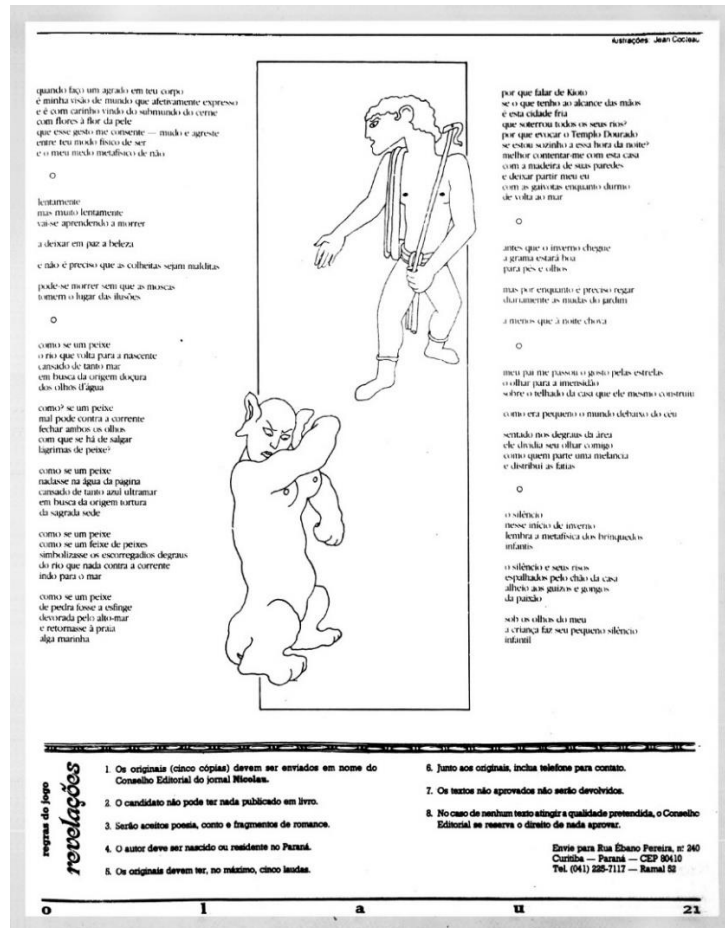 ilustrações: Jean Cocteau
quando faço um agrado em teu corpo
é minha visão de mundo que afetivamente expresso
e é com carinho vindo do submundo do cerne
com flores à flor da pele
que esse gesto me consente — mudo e agreste
entre teu modo físico de ser
e o meu medo metafísico de não
lentamente
mas muito lentamente
vai-se aprendendo a morrer
a deixar em paz a beleza
e não é preciso que as colheitas sejam malditas
pode-se morrer sem que as moscas
tomem o lugar das ilusões
como se um peixe
o rio que volta para a nascente
cansado de tanto mar
em busca da origem doçura
dos olhos d'água
como? se um peixe
mal pode contra a corrente
fechar ambos os olhos
com que se há de salgar
lágrimas de peixe?
como se um peixe
nadasse na água da página
cansado de tanto azul ultramar
em busca da origem tortura
da sagrada sede
como se um peixe
como se um feixe de peixes
simbolizasse os escorregadios degraus
do rio que nada contra a corrente
indo para o mar
como se um peixe
de pedra fosse a esfinge
devorada pelo alto-mar
e retornasse à praia
alga marinha
por que falar de Kioto
se o que tenho ao alcance das mãos
é esta cidade fria
que soterrou todos os seus rios?
por que evocar o Templo Dourado
se estou sozinho a essa hora da noite?
melhor contentar-me com esta casa
com a madeira de suas paredes
e deixar partir meu eu
com as gaivotas enquanto durmo
de volta ao mar
antes que o inverno chegue
a grama estará boa
para pés e olhos
mas por enquanto é preciso regar
diariamente as mudas do jardim
a menos que à noite chova
meu pai me passou o gosto pelas estrelas
o olhar para a imensidão
sobre o telhado da casa que ele mesmo construiu
como era pequeno o mundo debaixo do céu
sentado nos degraus da área
ele dividia seu olhar comigo
como quem parte uma melancia
e distribui as fatias
o silêncio
nesse início de inverno
lembra a metafísica dos brinquedos
infantis
o silêncio e seus risos
espalhados pelo chão da casa
alheio aos guizos e gongos
da paixão
sob os olhos do meu
a criança faz seu pequeno silêncio
infantil
regras do jogo
revelações
1. Os originais (cinco cópias) devem ser enviados em nome do
Conselho Editorial do jornal Nicolau.
2. O candidato não pode ter nada publicado em livro.
3. Serão aceitos poesia, conto e fragmentos de romance.
4. O autor deve ser nascido ou residente no Paraná.
5. Os originais devem ter, no máximo, cinco laudas.
6. Junto aos originais, inclua telefone para contato.
7. Os textos não aprovados não serão devolvidos.
8. No caso de nenhum texto atingir a qualidade pretendida, o Conselho
Editorial se reserva o direito de nada aprovar.
Envie para Rua Ébano Pereira, nº 240
Curitiba — Paraná — CEP 80410
Tel. (041) 225-7117 — Ramal 52
o l a u 21